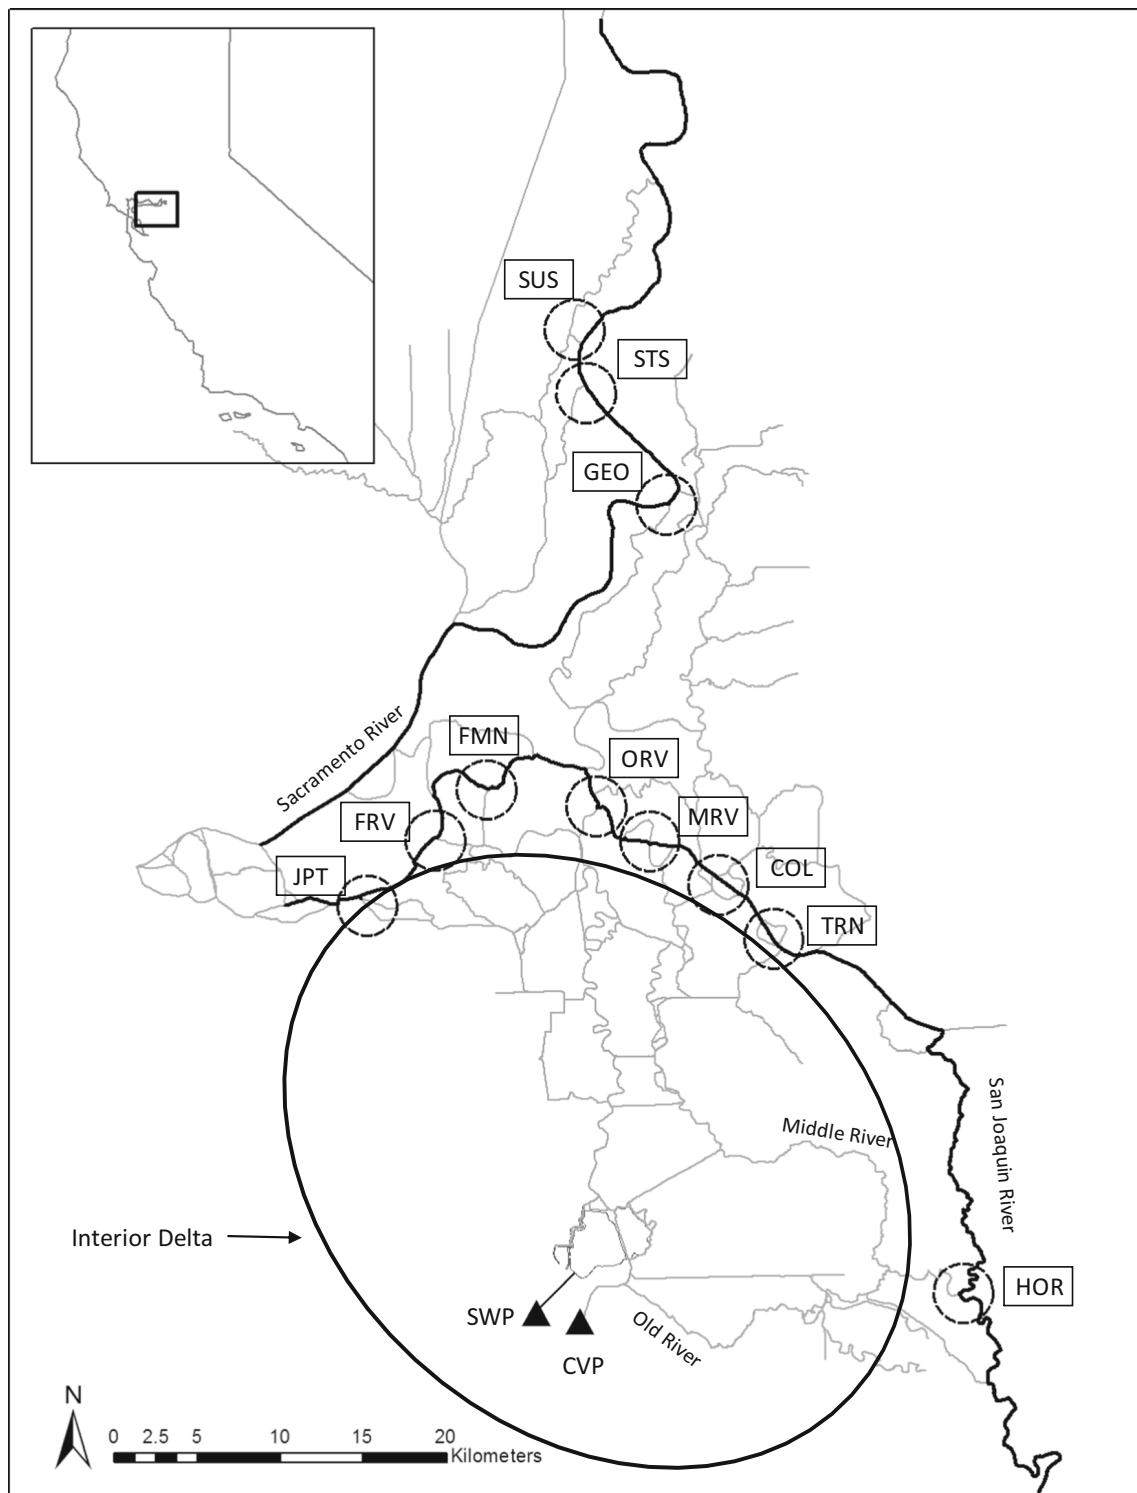 SUS
STS
GEO
Sacramento River
FMN
ORV
FRV
MRV
JPT
COL
TRN
San Joaquin River
Middle River
Interior Delta
HOR
SWP
Old River
CVP
N
0 2.5 5 10 15 20
Kilometers